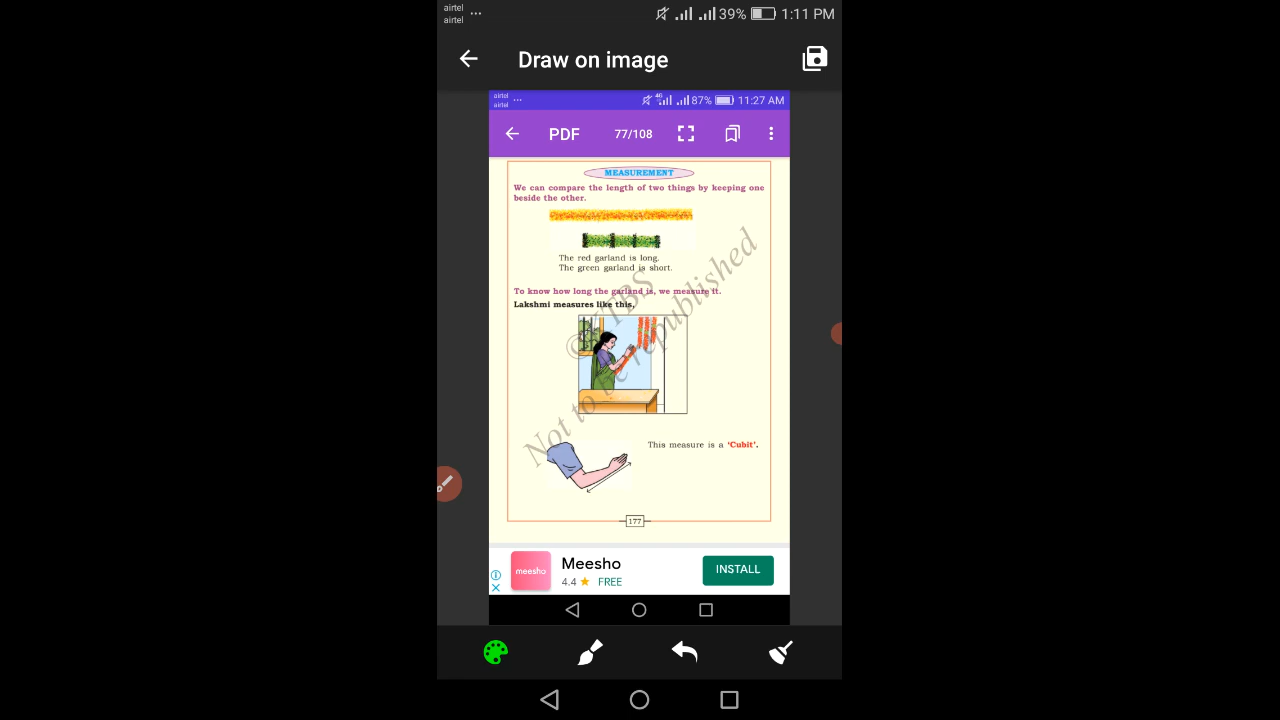 airtel
airtel
39%
1:11 PM
Draw on image
airtel
airtel
4G
87%
11:27 AM
PDF
77/108
MEASUREMENT
We can compare the length of two things by keeping one
beside the other.
The red garland is long.
The green garland is short.
To know how long the garland is, we measure it.
Lakshmi measures like this,
This measure is a ‘Cubit’.
© KTBS
Not to be republished
177
meesho
Meesho
4.4 ★ FREE
INSTALL